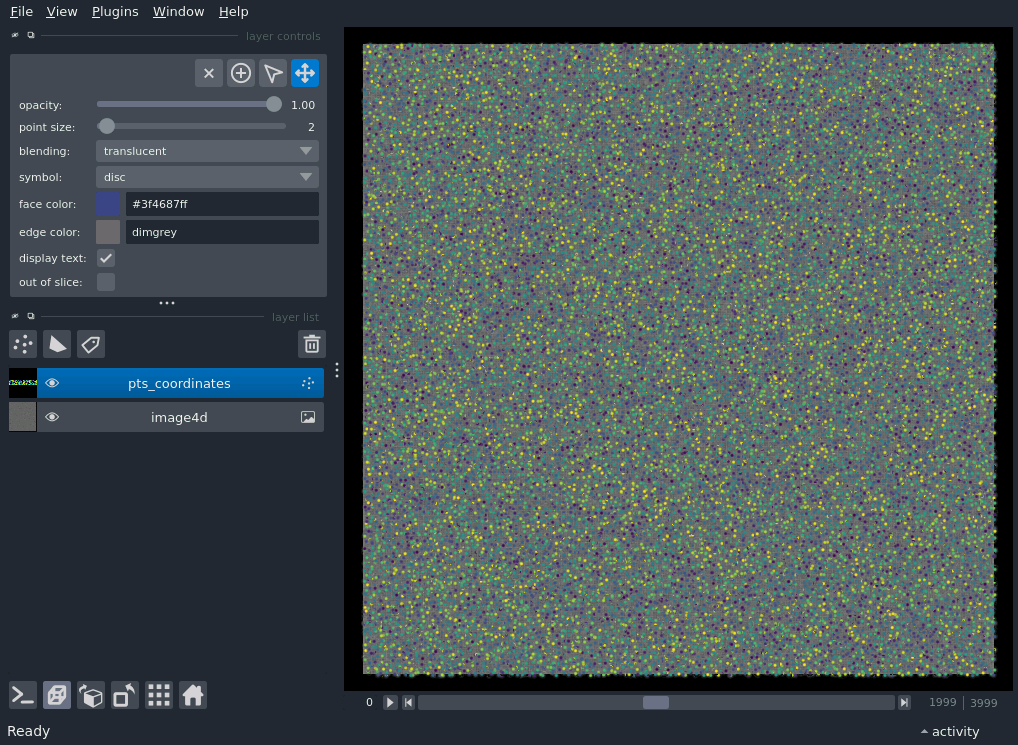 File View Plugins Window Help
layer controls
opacity: 1.00
point size: 2
blending: translucent
symbol: disc
face color: #3f4687ff
edge color: dimgrey
display text:
out of slice:
layer list
pts_coordinates
image4d
0 1999 3999
Ready activity